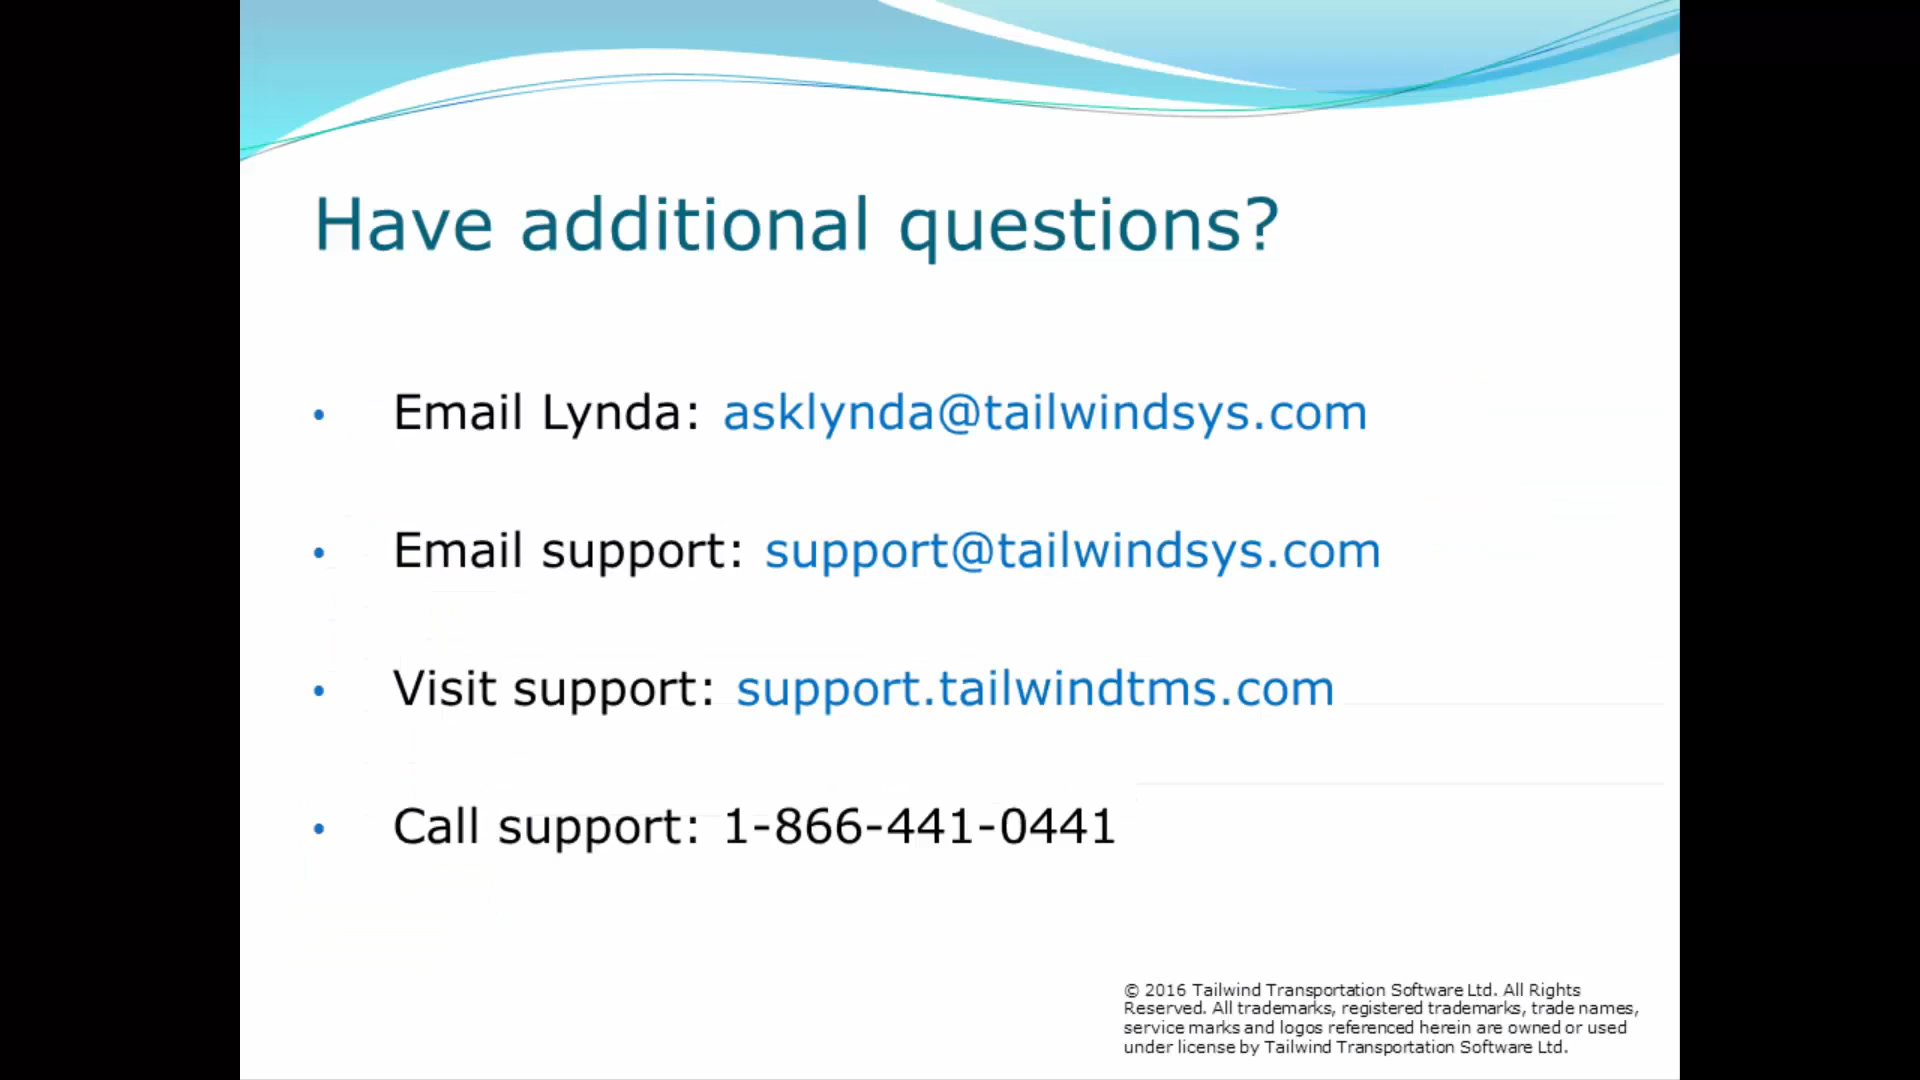 Have additional questions?
• Email Lynda: asklynda@tailwindsys.com
• Email support: support@tailwindsys.com
• Visit support: support.tailwindtms.com
• Call support: 1-866-441-0441
© 2016 Tailwind Transportation Software Ltd. All Rights
Reserved. All trademarks, registered trademarks, trade names,
service marks and logos referenced herein are owned or used
under license by Tailwind Transportation Software Ltd.